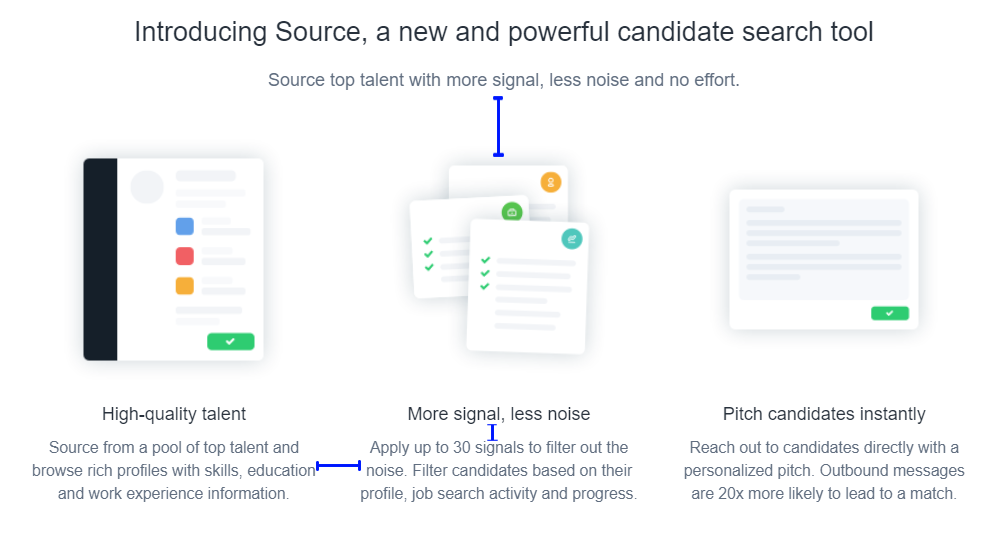 Introducing Source, a new and powerful candidate search tool
Source top talent with more signal, less noise and no effort.
High-quality talent
Source from a pool of top talent and
browse rich profiles with skills, education
and work experience information.
More signal, less noise
Apply up to 30 signals to filter out the
noise. Filter candidates based on their
profile, job search activity and progress.
Pitch candidates instantly
Reach out to candidates directly with a
personalized pitch. Outbound messages
are 20x more likely to lead to a match.